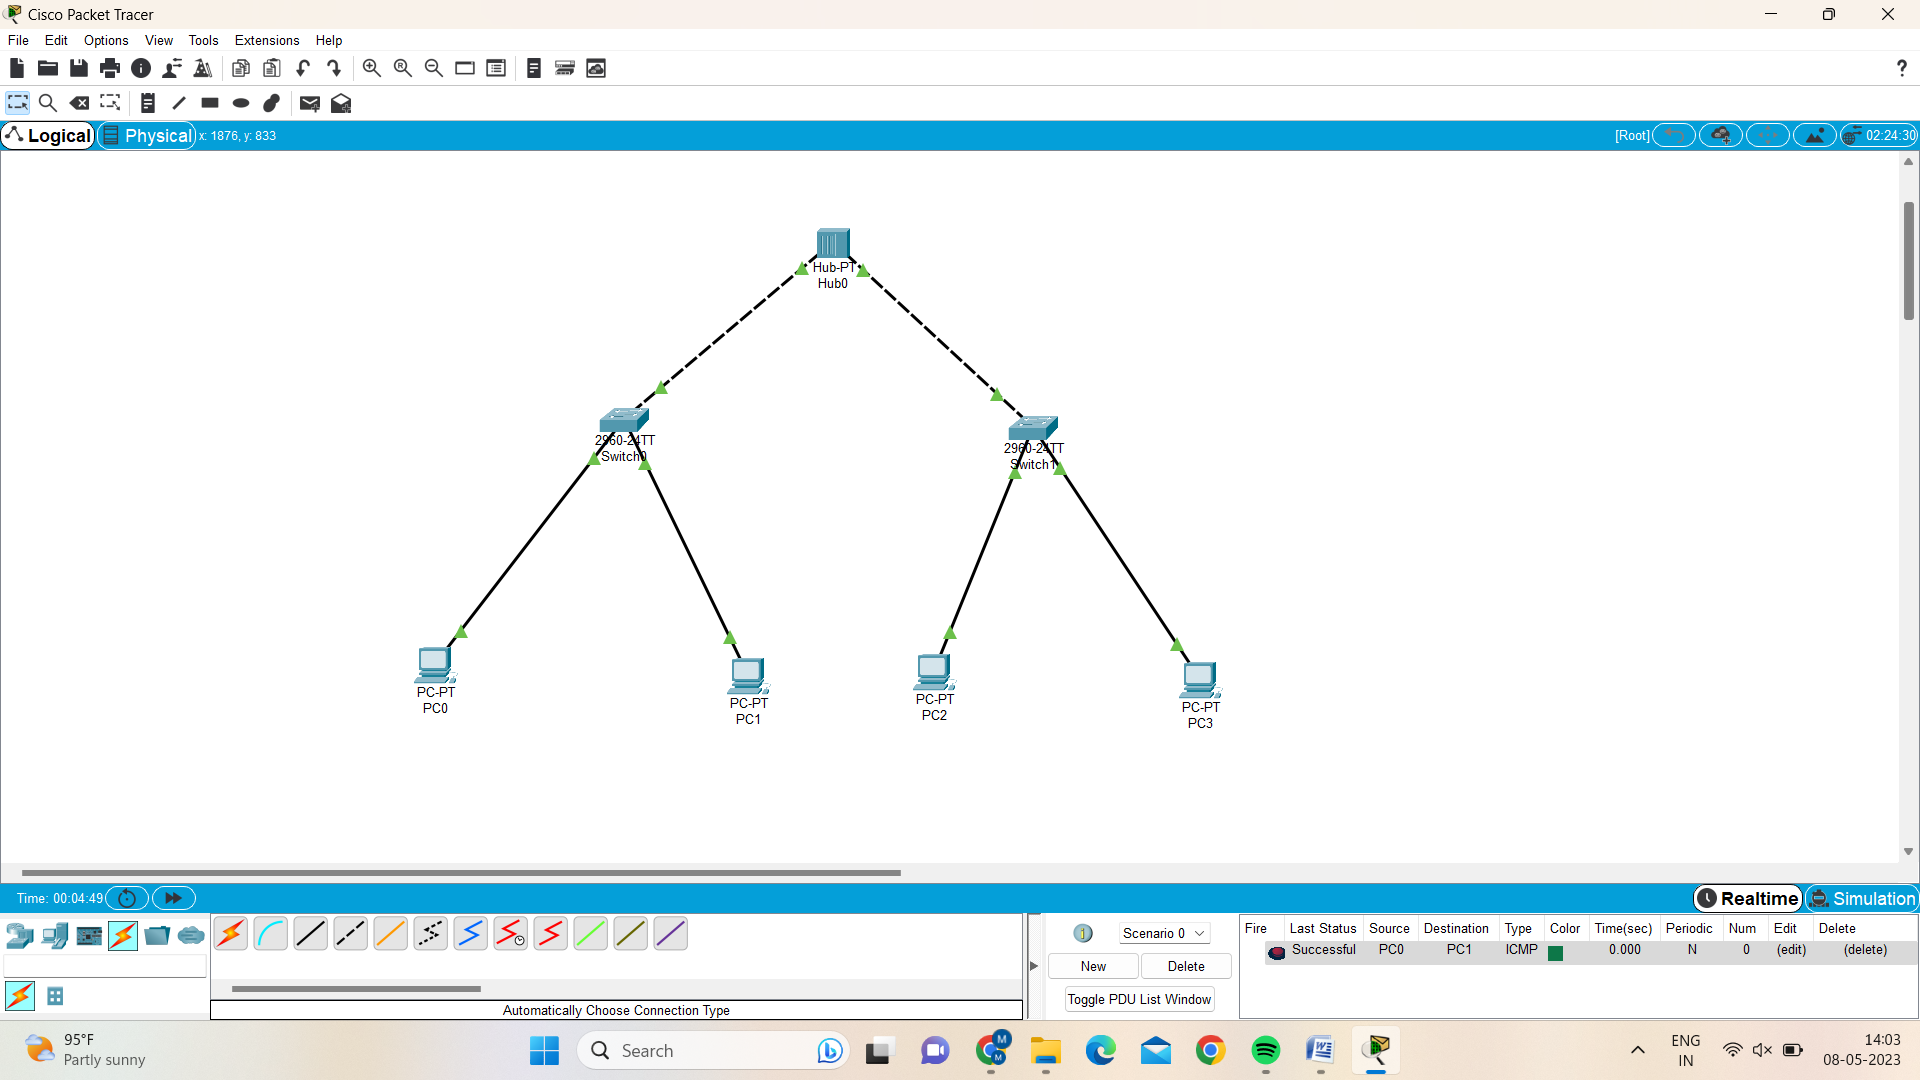 Cisco Packet Tracer
File Edit Options View Tools Extensions Help
?
Logical Physical x: 1876, y: 833 [Root] 02:24:30
Hub-PT
Hub0
2960-24TT
Switch0
2960-24TT
Switch1
PC-PT
PC0
PC-PT
PC1
PC-PT
PC2
PC-PT
PC3
Time: 00:04:49 Realtime Simulation
Scenario 0
New Delete
Toggle PDU List Window
Fire Last Status Source Destination Type Color Time(sec) Periodic Num Edit Delete
Successful PC0 PC1 ICMP 0.000 N 0 (edit) (delete)
Automatically Choose Connection Type
95°F
Partly sunny
Search
M
M
ENG
IN
14:03
08-05-2023